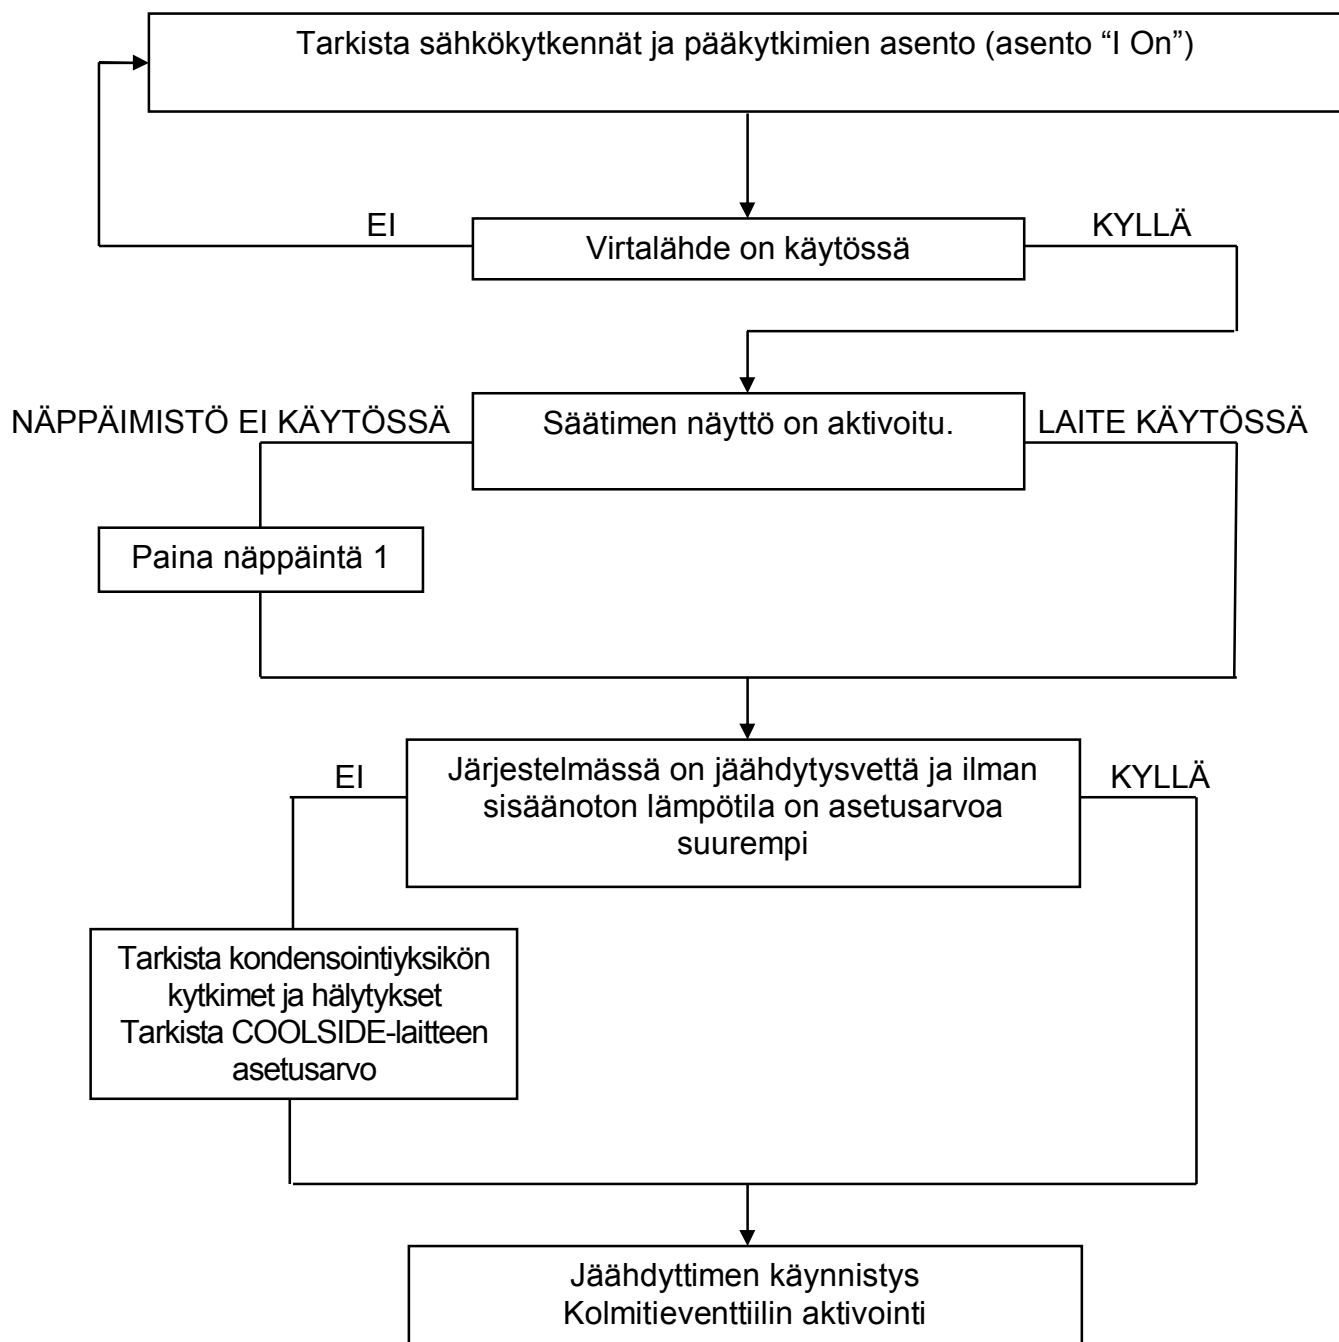 Tarkista sähkökytkennät ja pääkytkimien asento (asento “I On”)
EI
KYLLÄ
Virtalähde on käytössä
NÄPPÄIMISTÖ EI KÄYTÖSSÄ
Säätimen näyttö on aktivoitu.
LAITE KÄYTÖSSÄ
Paina näppäintä 1
EI
Järjestelmässä on jäähdytysvettä ja ilman
sisäänoton lämpötila on asetusarvoa
suurempi
KYLLÄ
Tarkista kondensointiyksikön
kytkimet ja hälytykset
Tarkista COOLSIDE-laitteen
asetusarvo
Jäähdyttimen käynnistys
Kolmitieventtiilin aktivointi